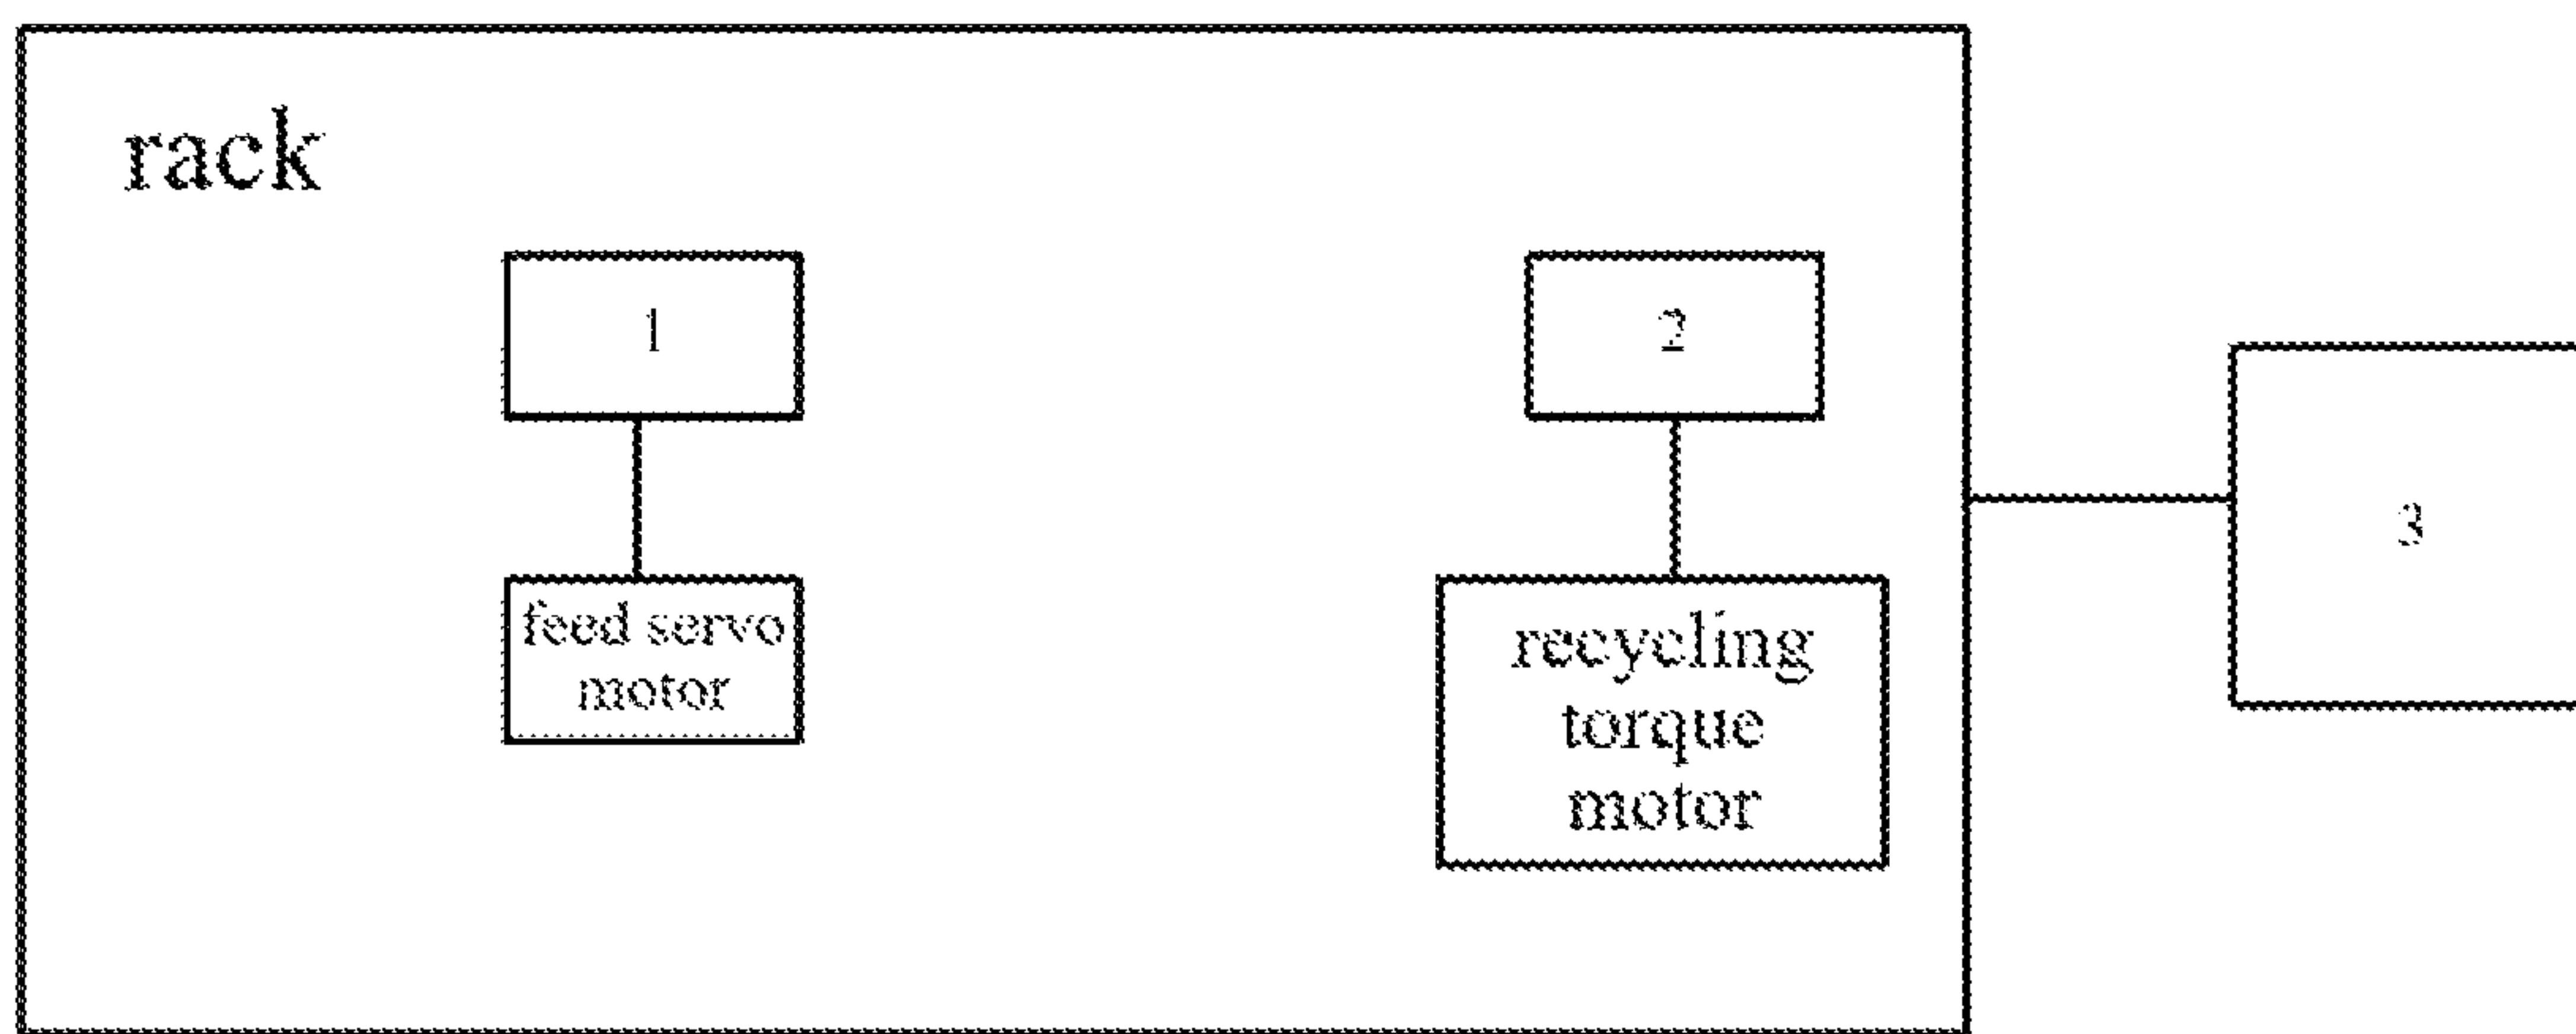 rack
1
2
3
feed servo
motor
recycling
torque
motor